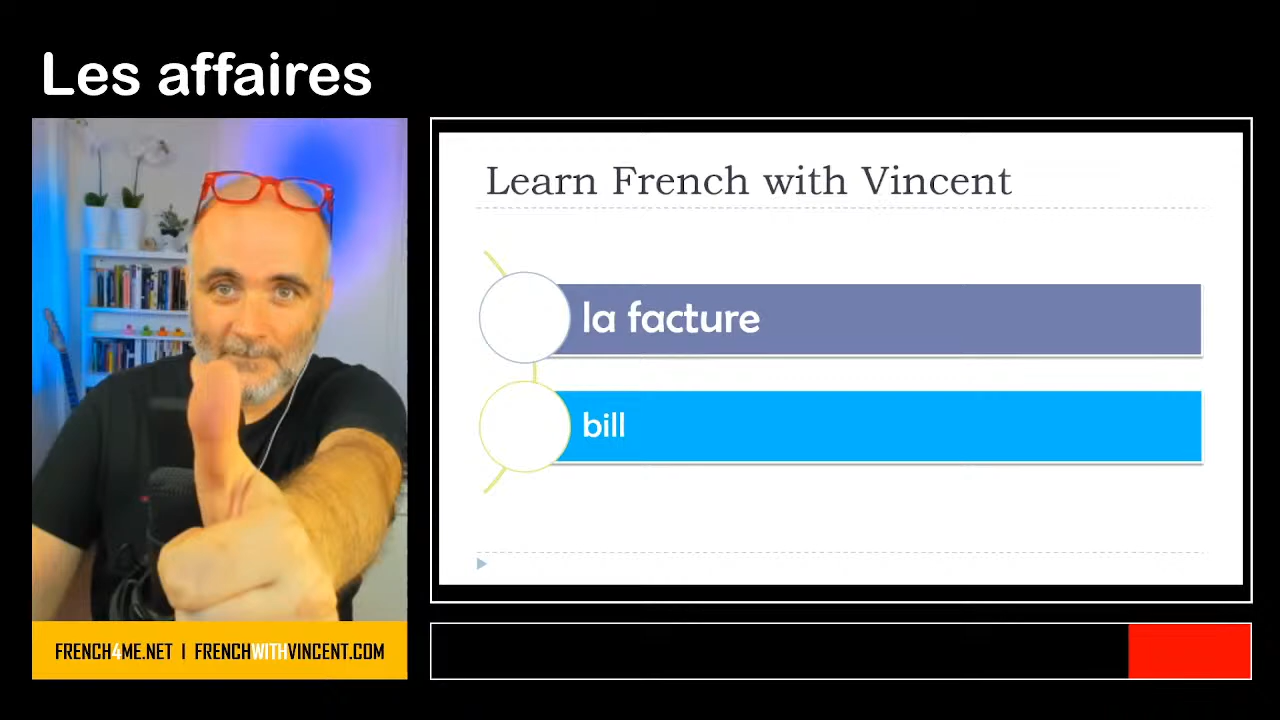 Les affaires
Learn French with Vincent
la facture
bill
FRENCH4ME.NET | FRENCHWITHVINCENT.COM